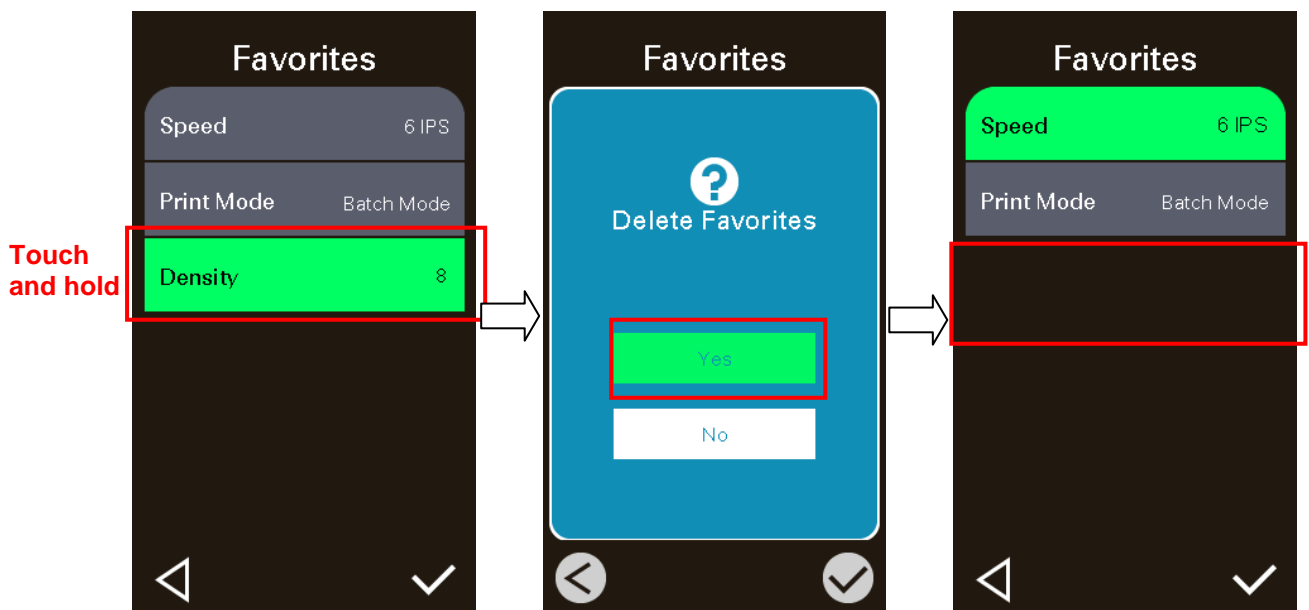 Favorites
Speed 6 IPS
Print Mode Batch Mode
Touch
and hold
Density 8
Favorites
?
Delete Favorites
Yes
No
Favorites
Speed 6 IPS
Print Mode Batch Mode